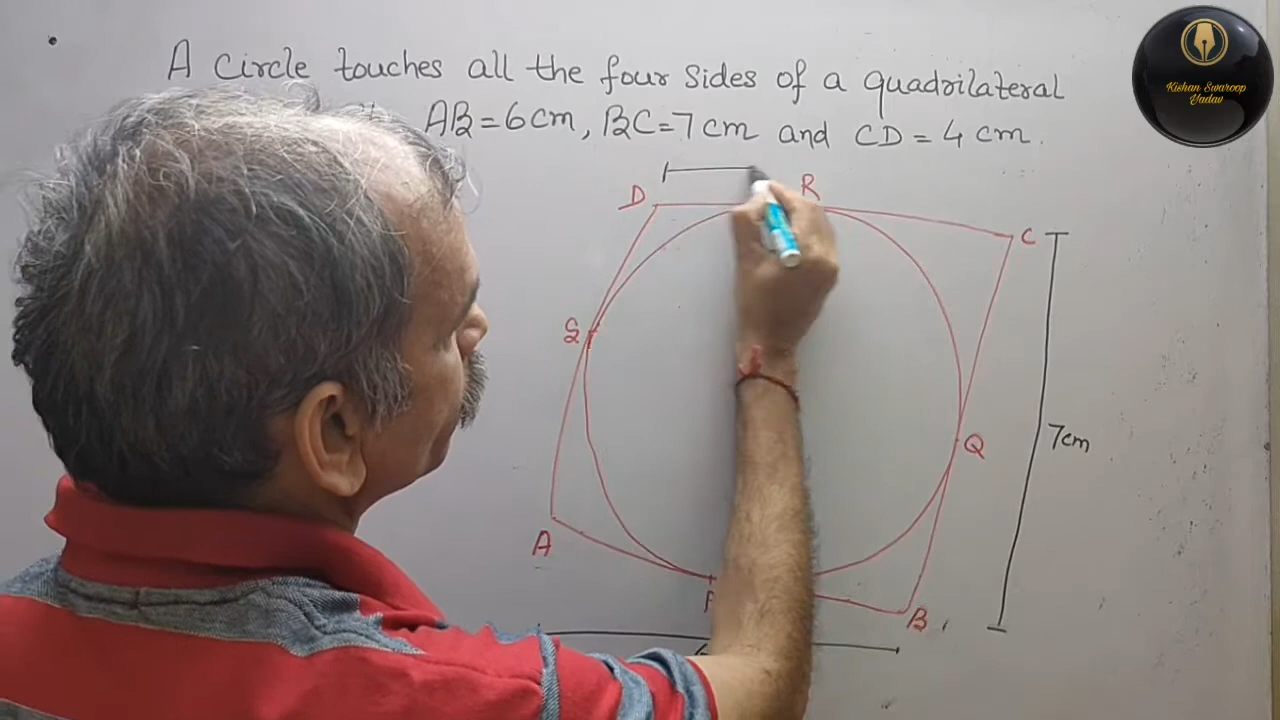 A circle touches all the four sides of a quadrilateral
AB = 6 cm, BC = 7 cm and CD = 4 cm.
D
R
C
S
7cm
Q
A
B
Kishan Swaroop
Yadav